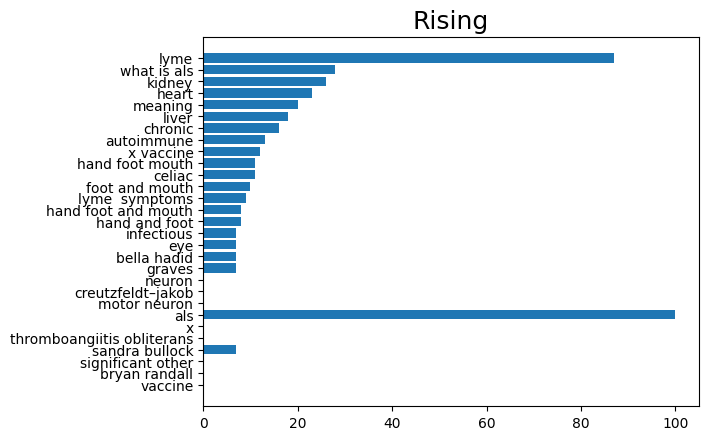 Rising
lyme
what is als
kidney
heart
meaning
liver
chronic
autoimmune
x vaccine
hand foot mouth
celiac
foot and mouth
lyme  symptoms
hand foot and mouth
hand and foot
infectious
eye
bella hadid
graves
neuron
creutzfeldt–jakob
motor neuron
als
x
thromboangiitis obliterans
sandra bullock
significant other
bryan randall
vaccine
0 20 40 60 80 100